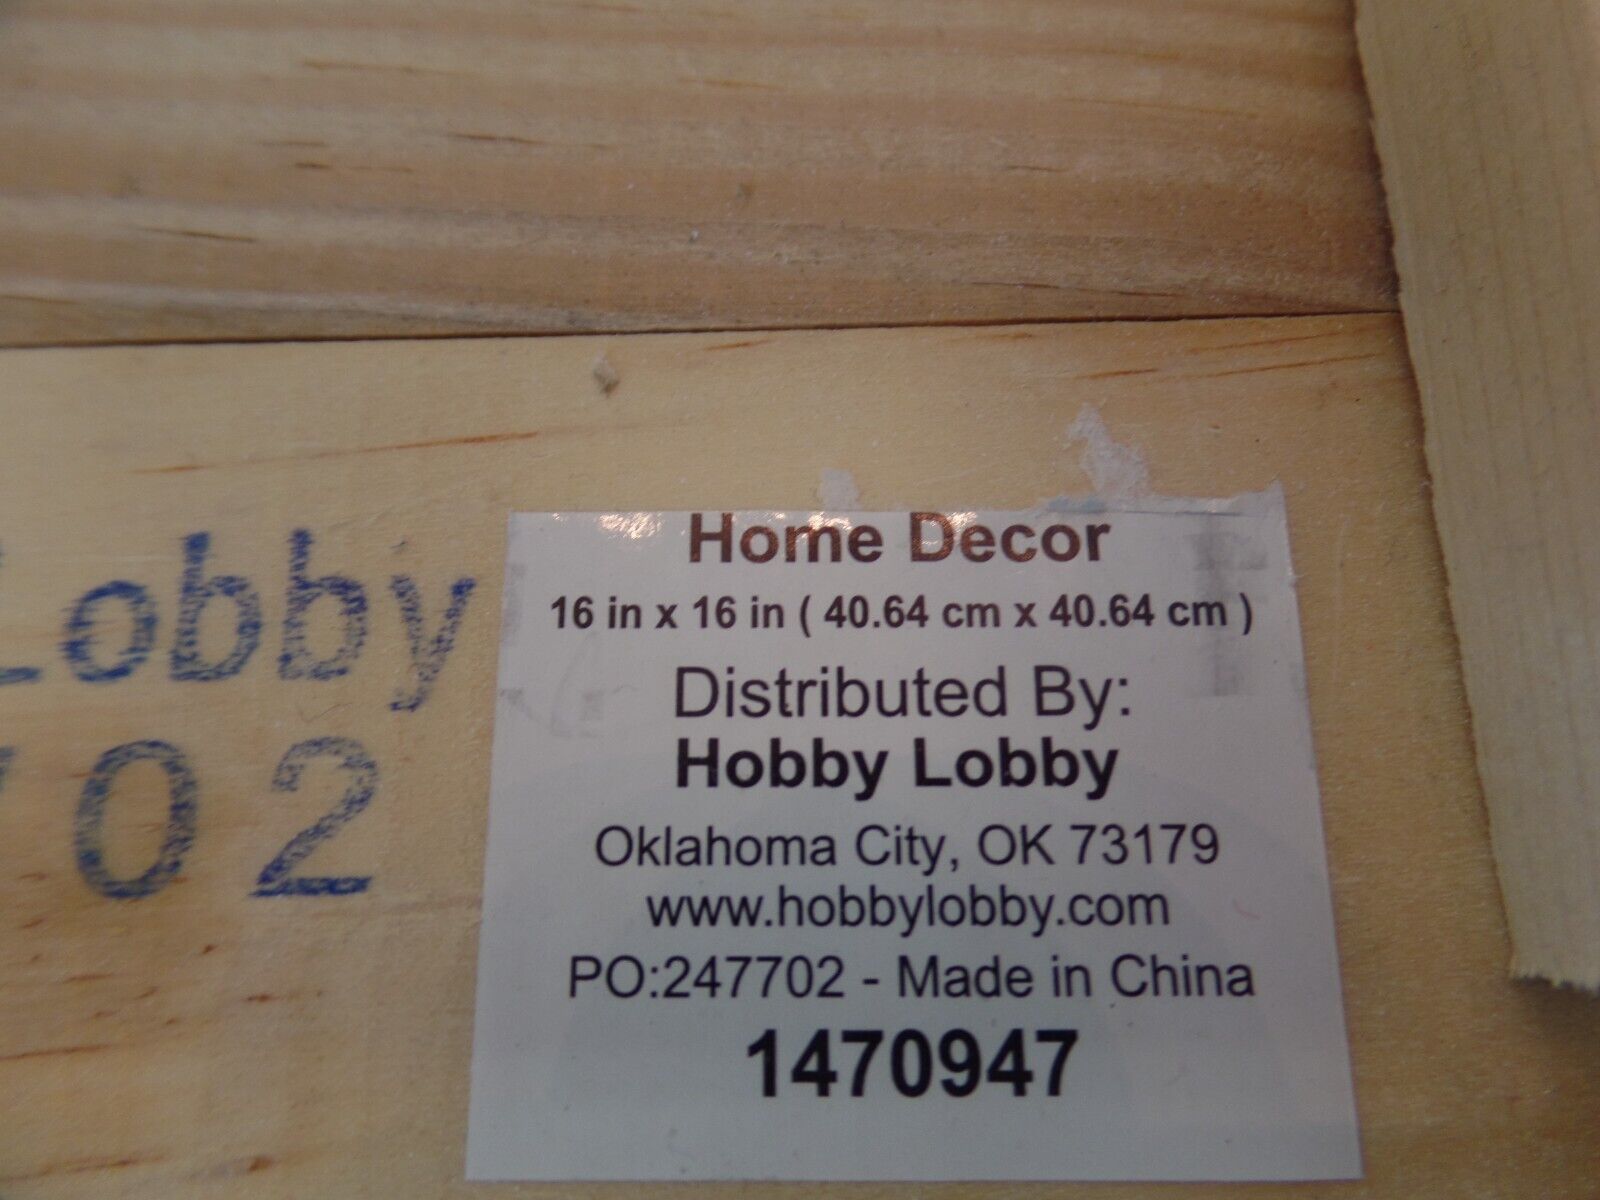 Lobby
02
Home Decor
16 in x 16 in ( 40.64 cm x 40.64 cm )
Distributed By:
Hobby Lobby
Oklahoma City, OK 73179
www.hobbylobby.com
PO:247702 - Made in China
1470947